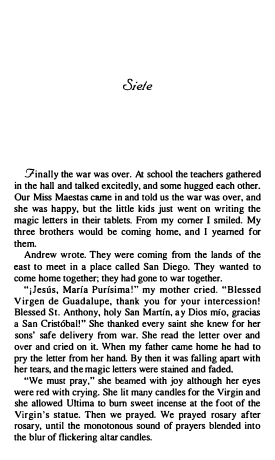 Siete
Finally the war was over. At school the teachers gathered
in the hall and talked excitedly, and some hugged each other.
Our Miss Maestas came in and told us the war was over, and
she was happy, but the little kids just went on writing the
magic letters in their tablets. From my corner I smiled. My
three brothers would be coming home, and I yearned for
them.
Andrew wrote. They were coming from the lands of the
east to meet in a place called San Diego. They wanted to
come home together; they had gone to war together.
"¡Jesús, María Purísima!" my mother cried. "Blessed
Virgen de Guadalupe, thank you for your intercession!
Blessed St. Anthony, holy San Martín, ay Dios mío, gracias
a San Cristóbal!" She thanked every saint she knew for her
sons' safe delivery from war. She read the letter over and
over and cried on it. When my father came home he had to
pry the letter from her hand. By then it was falling apart with
her tears, and the magic letters were stained and faded.
"We must pray," she beamed with joy although her eyes
were red with crying. She lit many candles for the Virgin and
she allowed Ultima to burn sweet incense at the foot of the
Virgin's statue. Then we prayed. We prayed rosary after
rosary, until the monotonous sound of prayers blended into
the blur of flickering altar candles.